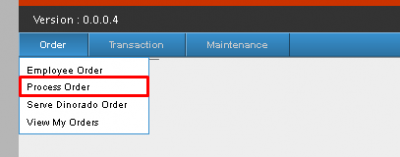 Version : 0.0.0.4
Order Transaction Maintenance
Employee Order
Process Order
Serve Dinorado Order
View My Orders